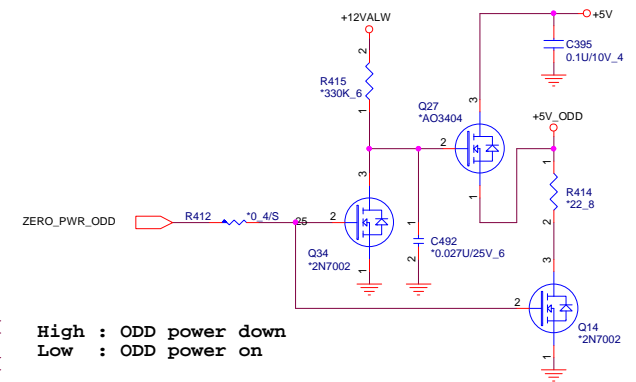 +12VALW
+5V
C395
0.1U/10V_4
2
R415
*330K_6
1
3
Q27
*AO3404
2
1
+5V_ODD
1
R414
*22_8
2
ZERO_PWR_ODD
R412
*0_4/S
25
2
3
Q34
*2N7002
1
1
C492
*0.027U/25V_6
2
3
2
Q14
*2N7002
1
High : ODD power down
Low : ODD power on